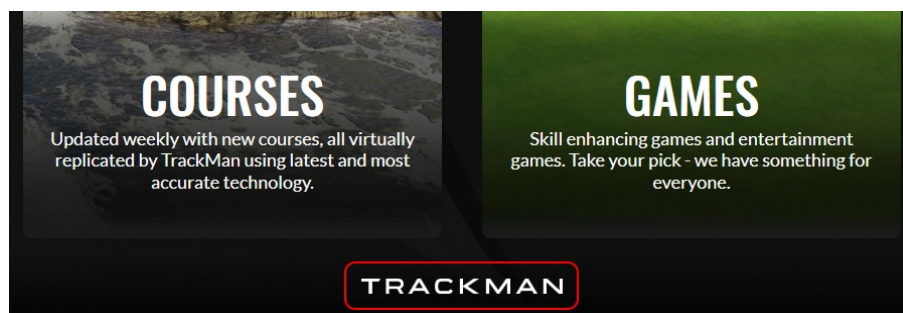 COURSES
Updated weekly with new courses, all virtually
replicated by TrackMan using latest and most
accurate technology.
GAMES
Skill enhancing games and entertainment
games. Take your pick - we have something for
everyone.
TRACKMAN